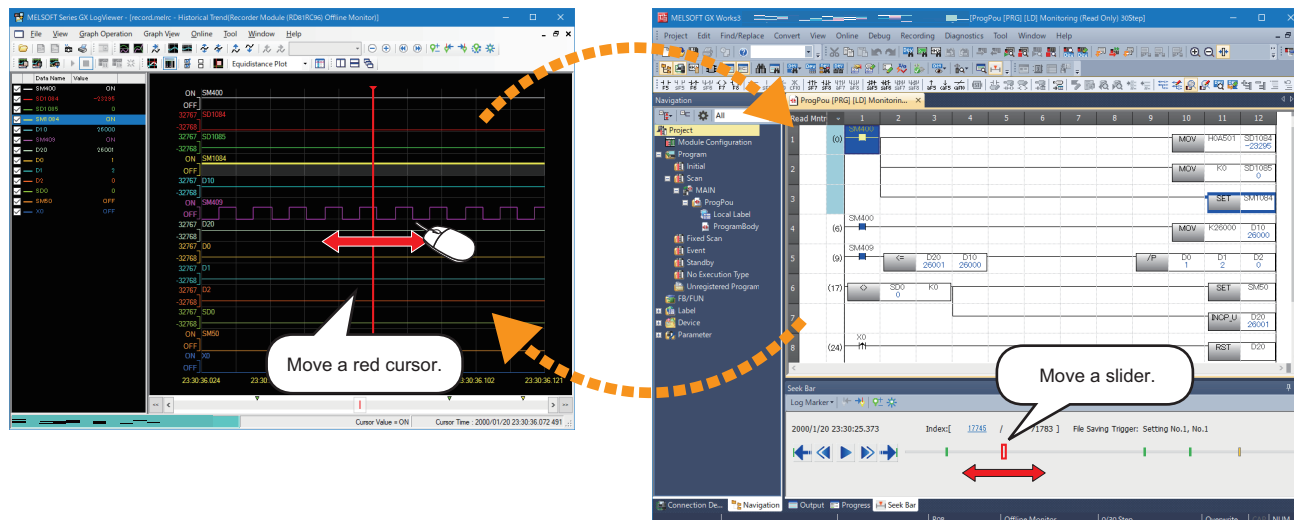 MELSOFT Series GX LogViewer - [record.melrc - Historical Trend(Recorder Module (RD81RC96) Offline Monitor)]
File View Graph Operation Graph View Online Tool Window Help
Equidistance Plot
Data Name Value
SM400 ON
SD1084 -23295
SD1085 0
SM1084 ON
D10 26000
SM409 ON
D20 26001
D0 1
D1 2
D2 0
SD0 0
SM50 OFF
X0 OFF
ON SM400
OFF
32767 SD1084
-32768
32767 SD1085
-32768
ON SM1084
OFF
32767 D10
-32768
ON SM409
OFF
32767 D20
-32768
32767 D0
-32768
32767 D1
-32768
32767 D2
-32768
32767 SD0
-32768
ON SM50
OFF
ON X0
OFF
Move a red cursor.
23:30:36.024 23:30 3:30:36.102 23:30:36.121
Cursor Value = ON Cursor Time : 2000/01/20 23:30:36.072 491
MELSOFT GX Works3
[ProgPou [PRG] [LD] Monitoring (Read Only) 30Step]
Project Edit Find/Replace Convert View Online Debug Recording Diagnostics Tool Window Help
Navigation
All
Project
Module Configuration
Program
Initial
Scan
MAIN
ProgPou
Local Label
ProgramBody
Fixed Scan
Event
Standby
No Execution Type
Unregistered Program
FB/FUN
Label
Device
Parameter
ProgPou [PRG] [LD] Monitorin...
Read Mntr 1 2 3 4 5 6 7 8 9 10 11 12
SM400
1 (0) MOV H0A501 SD1084
-23295
2 MOV K0 SD1085
0
3 SET SM1084
SM400
4 (6) MOV K26000 D10
26000
SM409
5 (9) <= D20 D10 /P D0 D1 D2
26001 26000 1 2 0
6 (17) <> SD0 K0 SET SM50
0
7 INCP_U D20
26001
X0
8 (24) RST D20
Move a slider.
Seek Bar
Log Marker
2000/1/20 23:30:25.373 Index:[ 17745 / /1783 ] File Saving Trigger: Setting No.1, No.1
Connection De... Navigation Output Progress Seek Bar
R08 Offline Monitor 0/30 Step Overwrite CAP NUM